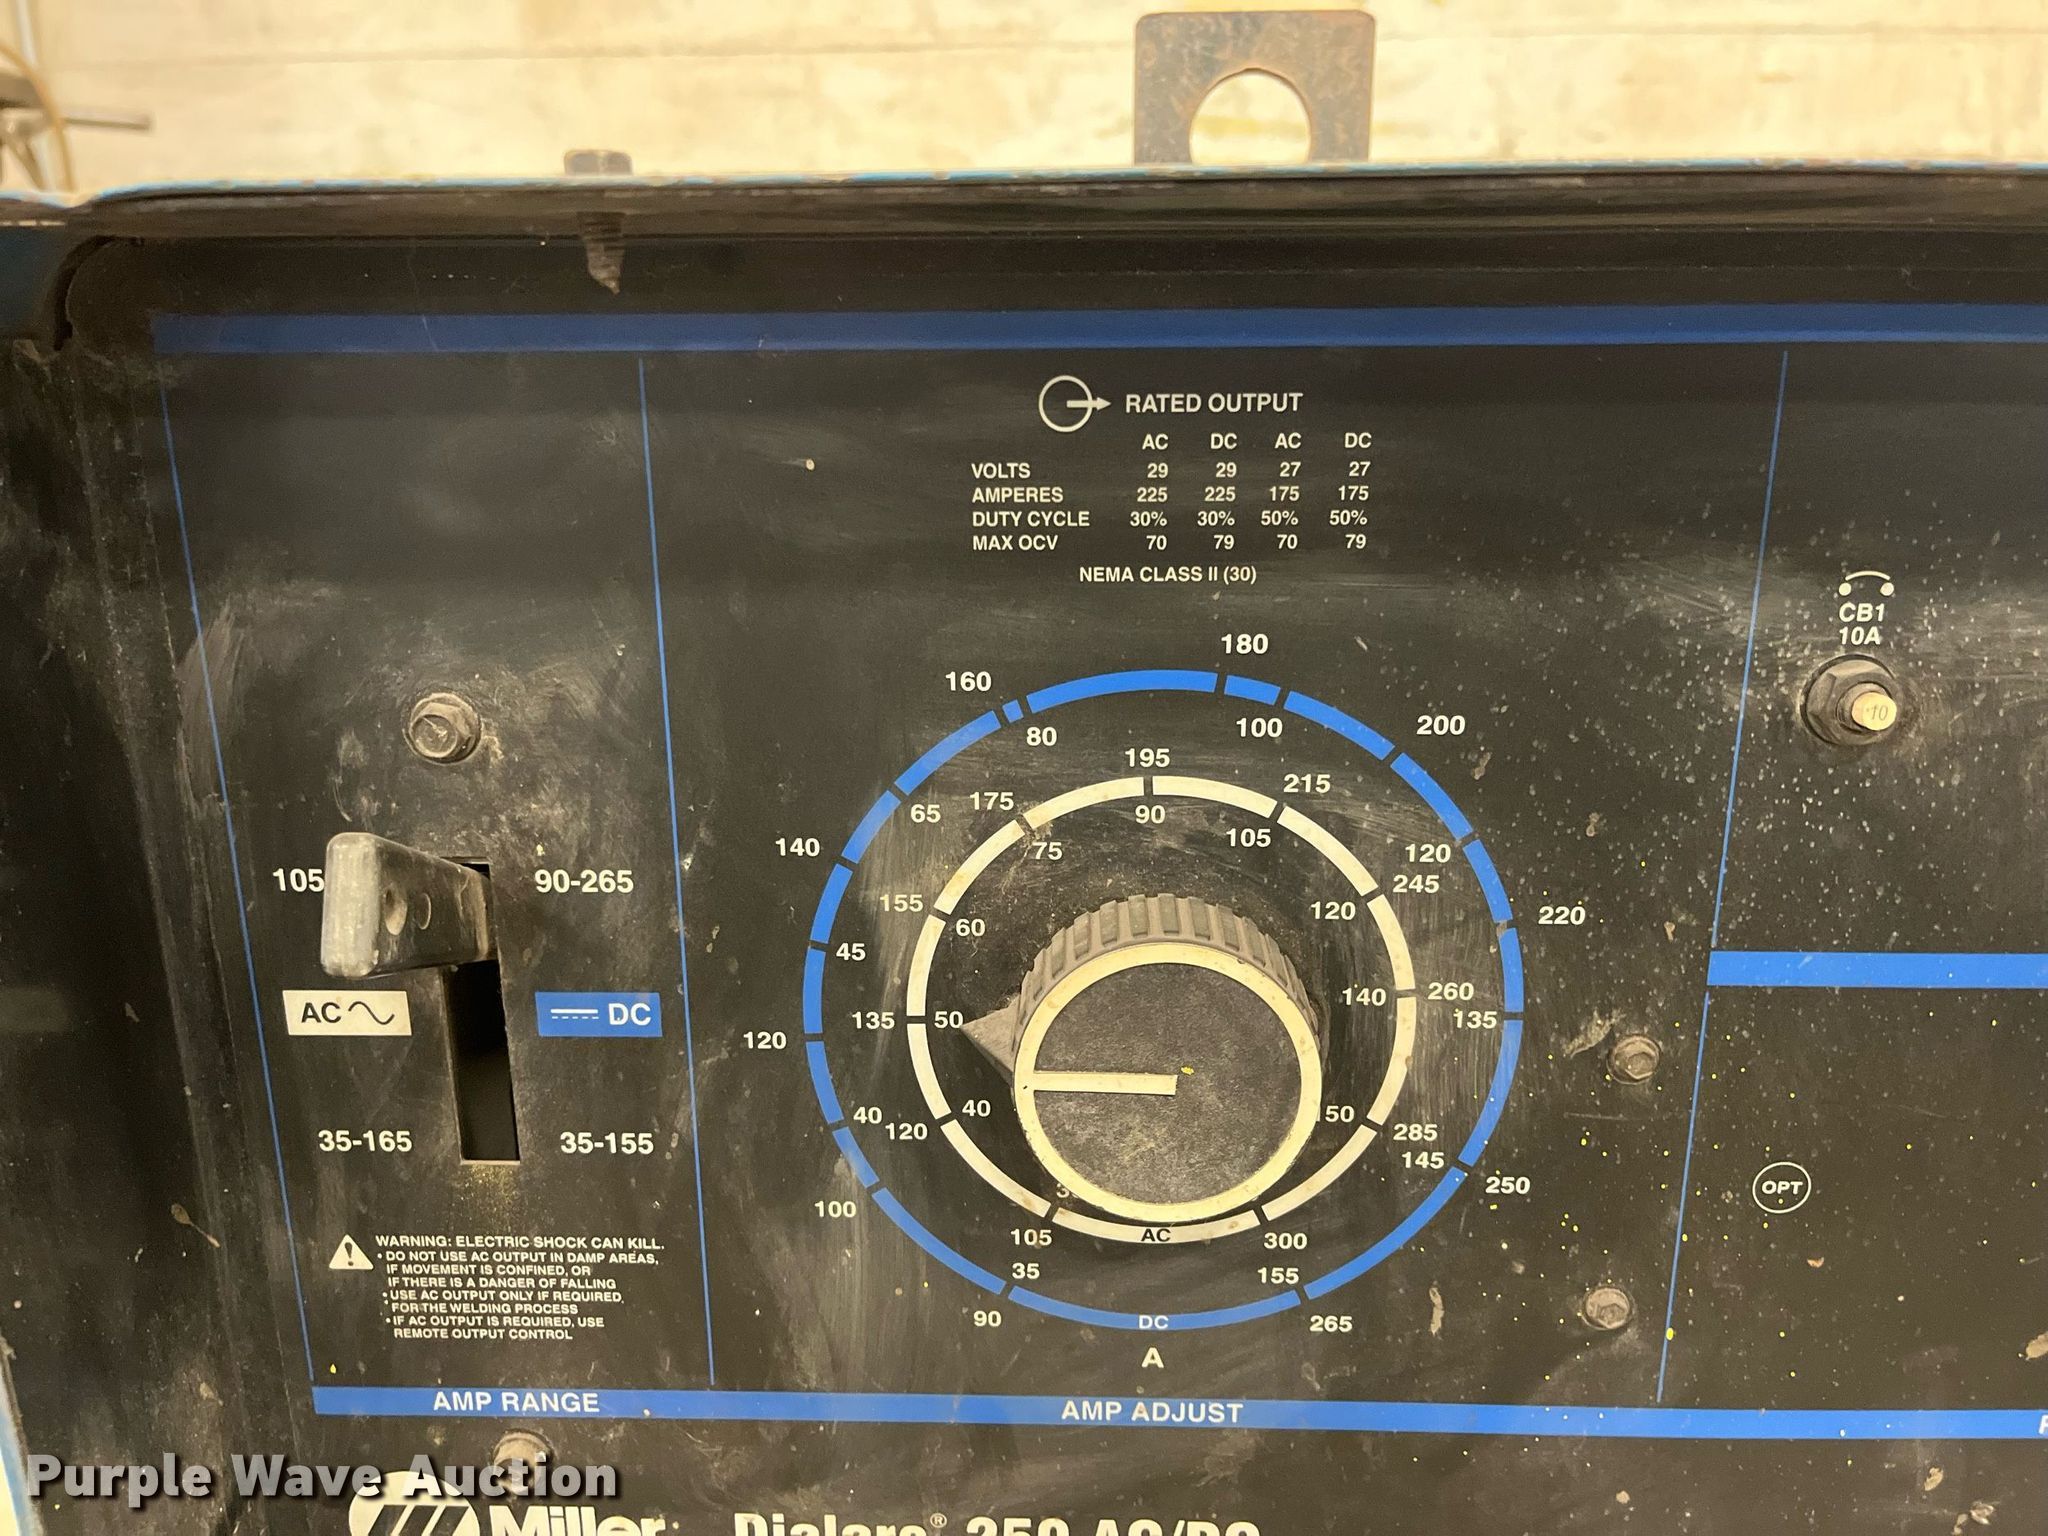 RATED OUTPUT
AC DC AC DC
VOLTS 29 29 27 27
AMPERES 225 225 175 175
DUTY CYCLE 30% 30% 50% 50%
MAX OCV 70 79 70 79
NEMA CLASS II (30)
CB1
10A
10
105
90-265
AC
DC
35-165
35-155
WARNING: ELECTRIC SHOCK CAN KILL.
• DO NOT USE AC OUTPUT IN DAMP AREAS,
IF MOVEMENT IS CONFINED, OR
IF THERE IS A DANGER OF FALLING
• USE AC OUTPUT ONLY IF REQUIRED,
FOR THE WELDING PROCESS
• IF AC OUTPUT IS REQUIRED, USE
REMOTE OUTPUT CONTROL
AMP RANGE
90
100
120
140
160
180
200
220
250
265
35
40
45
65
80
100
120
135
145
155
DC
105
120
135
155
175
195
215
245
260
285
300
40
50
60
75
90
105
120
140
150
AC
A
AMP ADJUST
OPT
Miller
Dialarc® 250 AC/DC
Purple Wave Auction